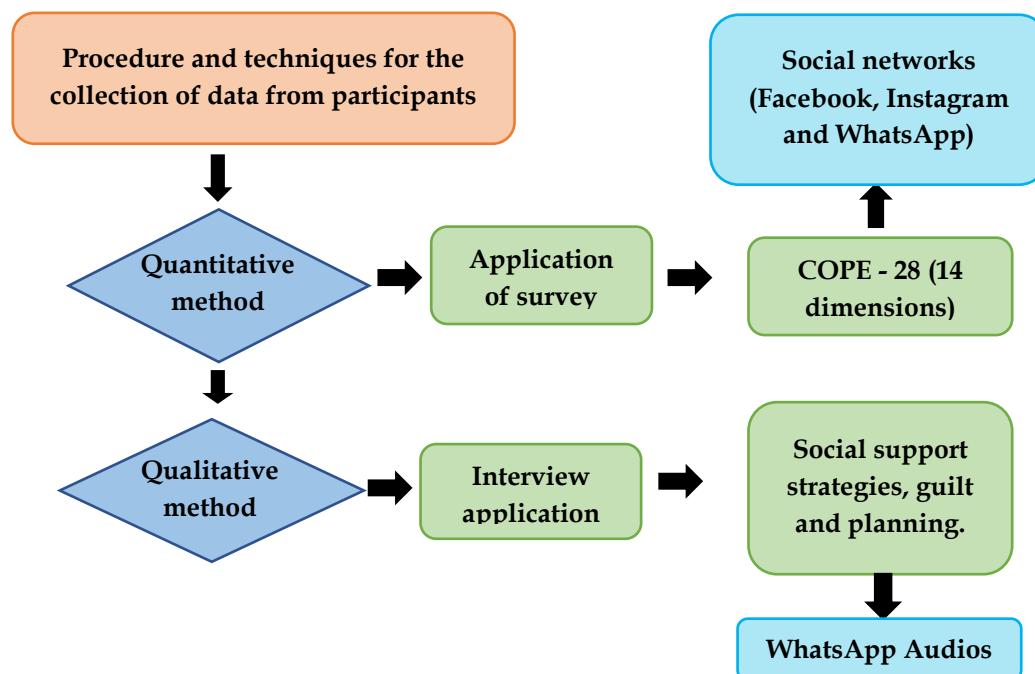 Procedure and techniques for the
collection of data from participants
Social networks
(Facebook, Instagram
and WhatsApp)
Quantitative
method
Application
of survey
COPE - 28 (14
dimensions)
Qualitative
method
Interview
application
Social support
strategies, guilt
and planning.
WhatsApp Audios